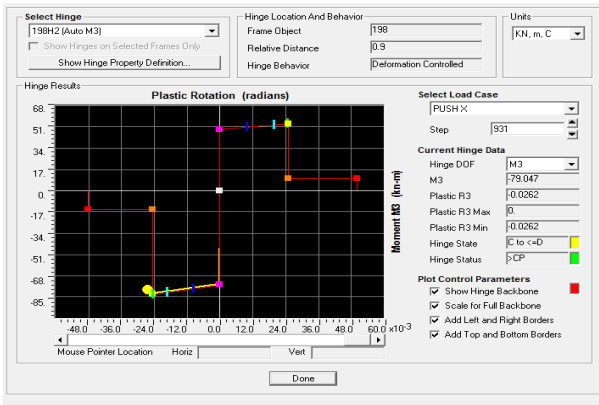 Select Hinge
198H2 (Auto M3)
Show Hinges on Selected Frames Only
Show Hinge Property Definition...
Hinge Location And Behavior
Frame Object 198
Relative Distance 0.9
Hinge Behavior Deformation Controlled
Units
KN, m, C
Hinge Results
Plastic Rotation (radians)
68.
51.
34.
17.
0.
-17.
-34.
-51.
-68.
-85.
Moment M3 (kn-m)
-48.0 -36.0 -24.0 -12.0 0.0 12.0 24.0 36.0 48.0 60.0 x10-3
Mouse Pointer Location Horiz Vert
Select Load Case
PUSH X
Step 931
Current Hinge Data
Hinge DOF M3
M3 -79.047
Plastic R3 -0.0262
Plastic R3 Max 0.
Plastic R3 Min -0.0262
Hinge State C to <=D
Hinge Status >CP
Plot Control Parameters
Show Hinge Backbone
Scale for Full Backbone
Add Left and Right Borders
Add Top and Bottom Borders
Done